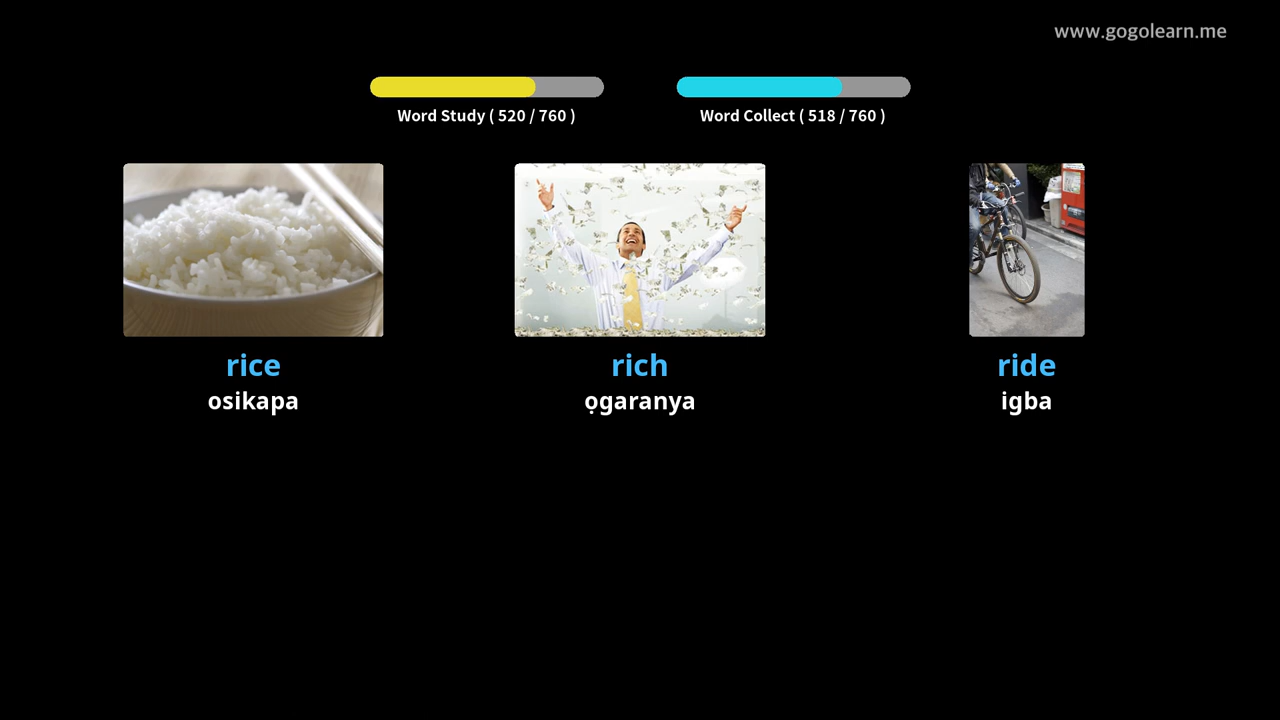 www.gogolearn.me
Word Study ( 520 / 760 )
Word Collect ( 518 / 760 )
rice
osikapa
rich
ọgaranya
ride
igba